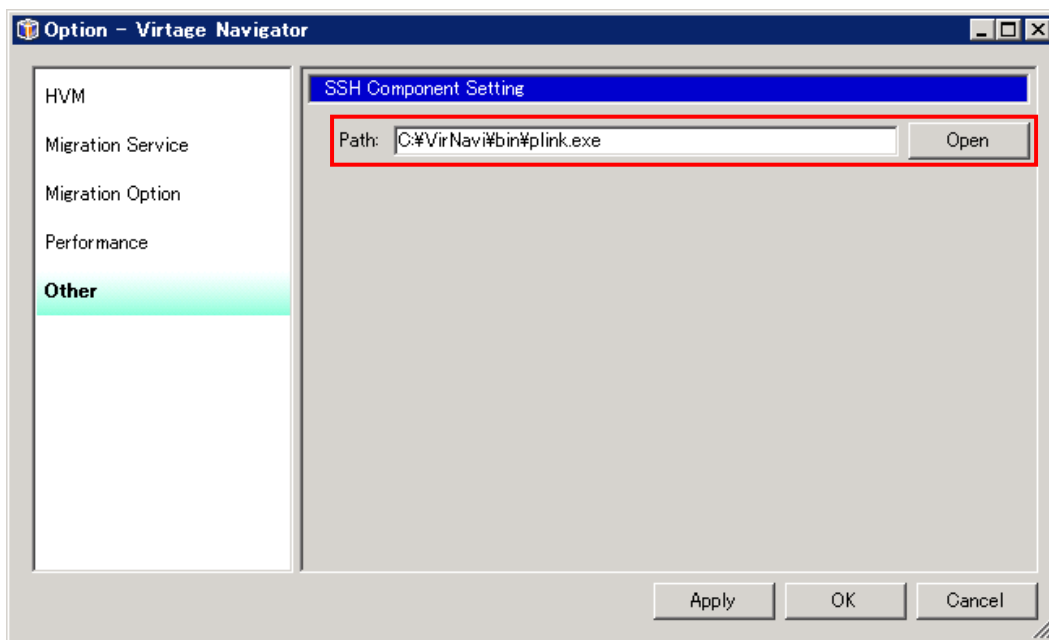 Option - Virtage Navigator
HVM
Migration Service
Migration Option
Performance
Other
SSH Component Setting
Path: C:¥VirNavi¥bin¥plink.exe Open
Apply OK Cancel